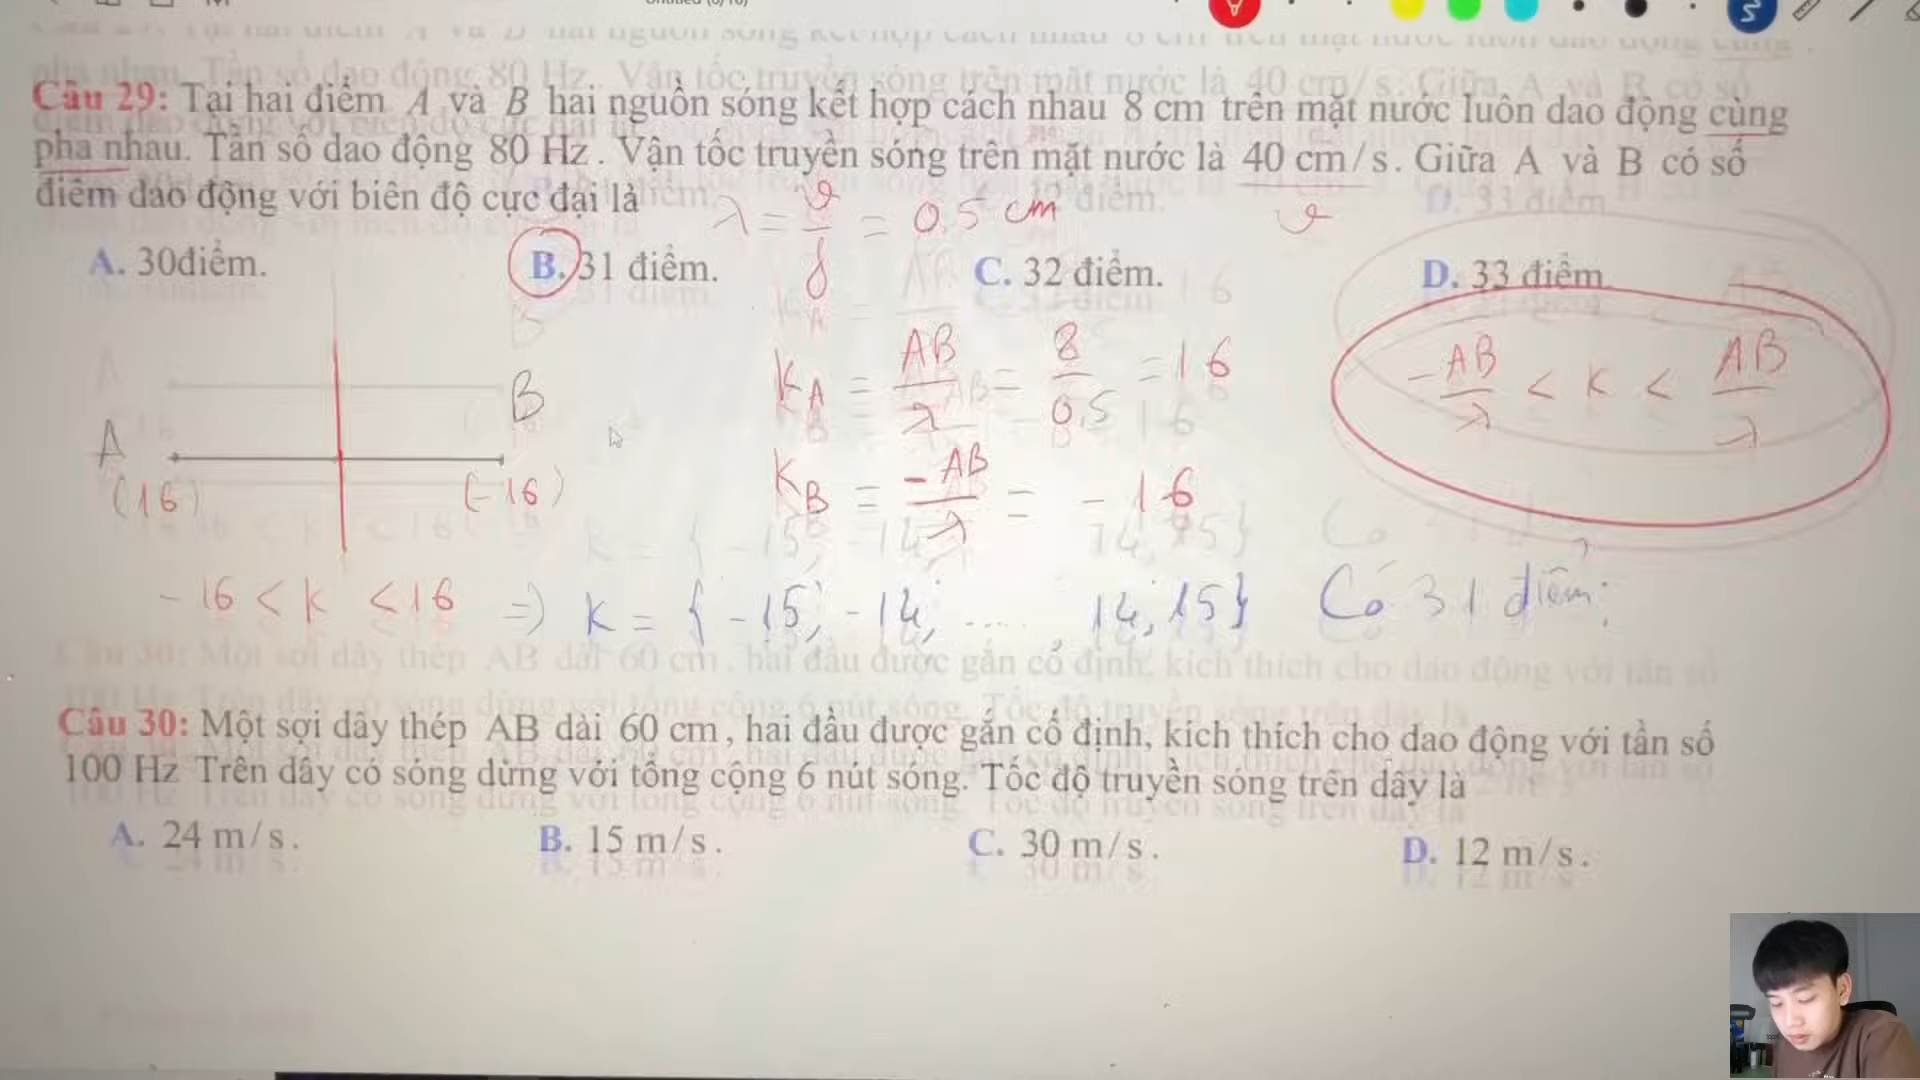 Câu 29: Tại hai điểm A và B hai nguồn sóng kết hợp cách nhau 8 cm trên mặt nước luôn dao động cùng
pha nhau. Tần số dao động 80 Hz. Vận tốc truyền sóng trên mặt nước là 40 cm/s. Giữa A và B có số
điểm dao động với biên độ cực đại là
λ = v/f = 0,5 cm
v
A. 30điểm.
B. 31 điểm.
C. 32 điểm.
D. 33 điểm
K_A = AB/λ = 8/0,5 = 16
-AB/λ < K < AB/λ
A
B
(16)
(-16)
K_B = -AB/λ = -16
-16 < K < 16 => K = {-15; -14; .... 14; 15} Có 31 điểm.
Câu 30: Một sợi dây thép AB dài 60 cm, hai đầu được gắn cố định, kích thích cho dao động với tần số
100 Hz Trên dây có sóng dừng với tổng cộng 6 nút sóng. Tốc độ truyền sóng trên dây là
A. 24 m/s.
B. 15 m/s.
C. 30 m/s.
D. 12 m/s.